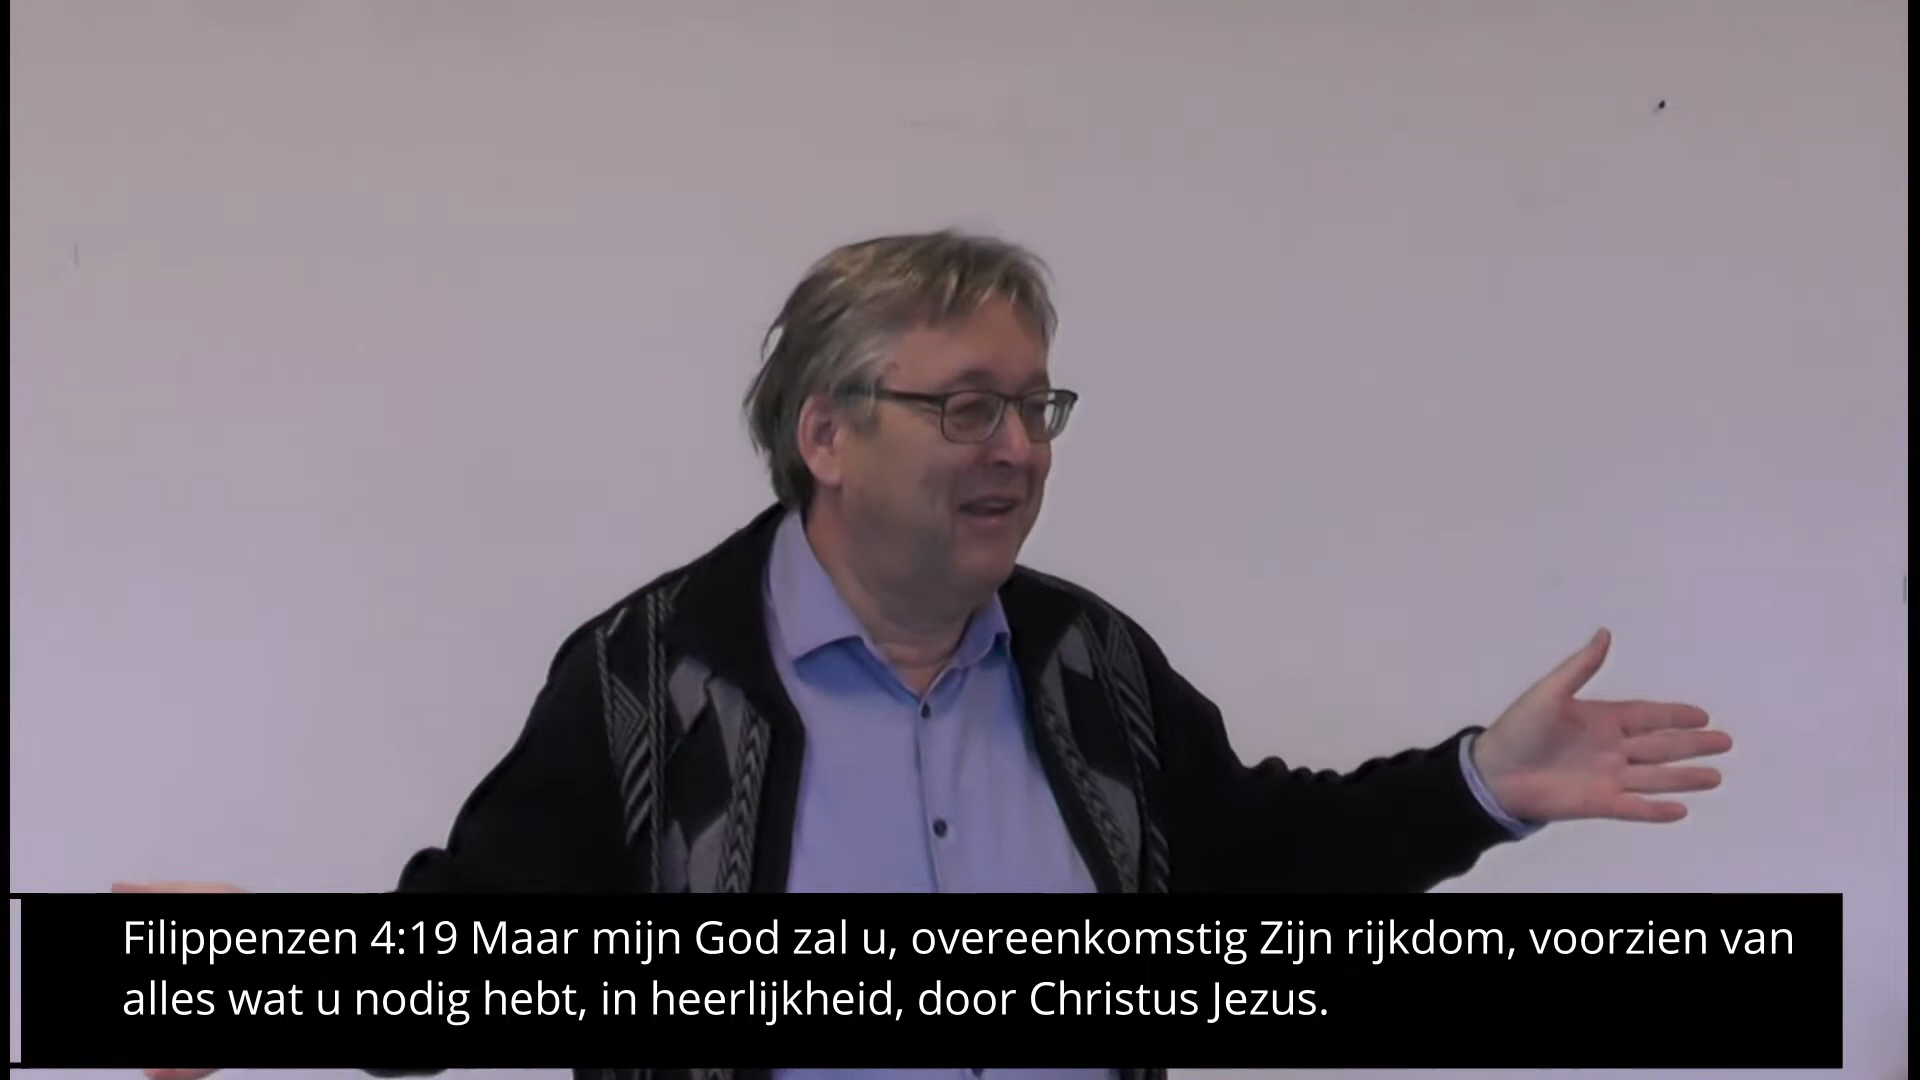 Filippenzen 4:19 Maar mijn God zal u, overeenkomstig Zijn rijkdom, voorzien van
alles wat u nodig hebt, in heerlijkheid, door Christus Jezus.